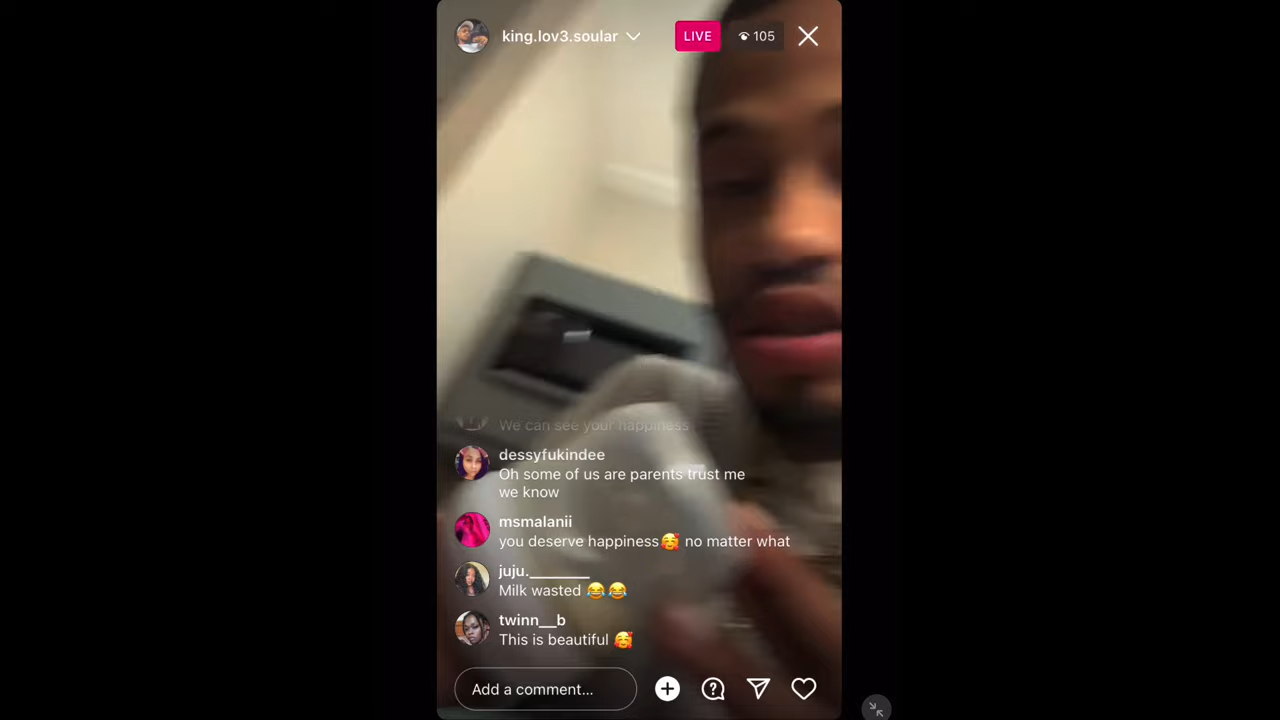 king.lov3.soular
LIVE
105
We can see your happiness
dessyfukindee
Oh some of us are parents trust me
we know
msmalanii
you deserve happiness🥰 no matter what
juju.________
Milk wasted 😂😂
twinn__b
This is beautiful 🥰
Add a comment...